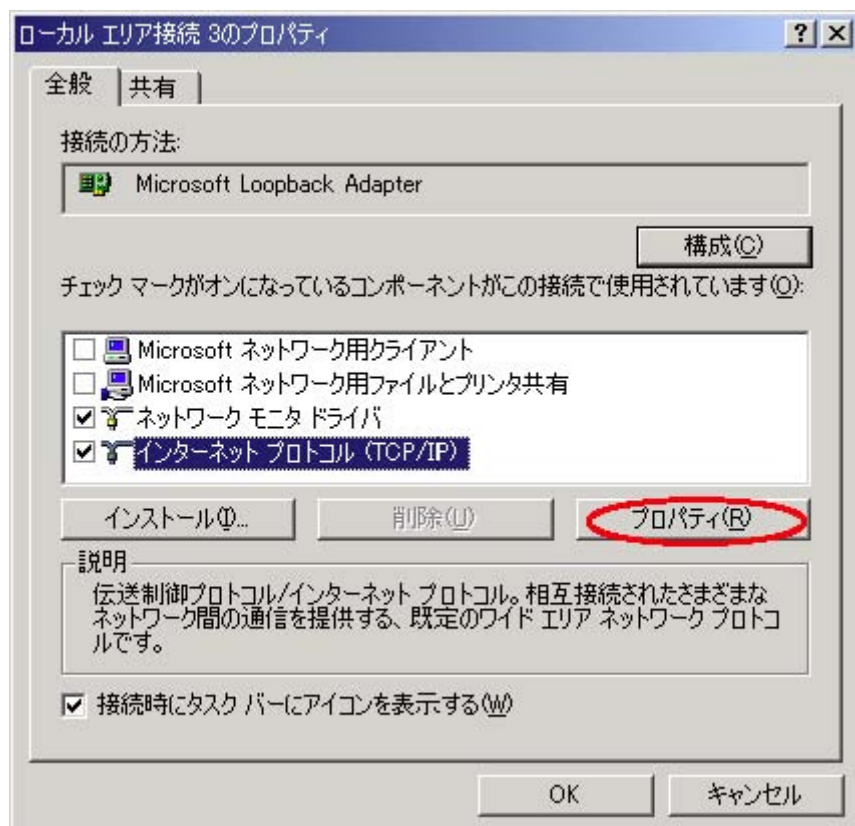 ローカル エリア接続 3のプロパティ
全般
共有
接続の方法:
Microsoft Loopback Adapter
構成(C)
チェック マークがオンになっているコンポーネントがこの接続で使用されています(O):
Microsoft ネットワーク用クライアント
Microsoft ネットワーク用ファイルとプリンタ共有
ネットワーク モニタ ドライバ
インターネット プロトコル (TCP/IP)
インストール(I)...
削除(U)
プロパティ(R)
説明
伝送制御プロトコル/インターネット プロトコル。相互接続されたさまざまな
ネットワーク間の通信を提供する、既定のワイド エリア ネットワーク プロトコ
ルです。
接続時にタスク バーにアイコンを表示する(W)
OK
キャンセル